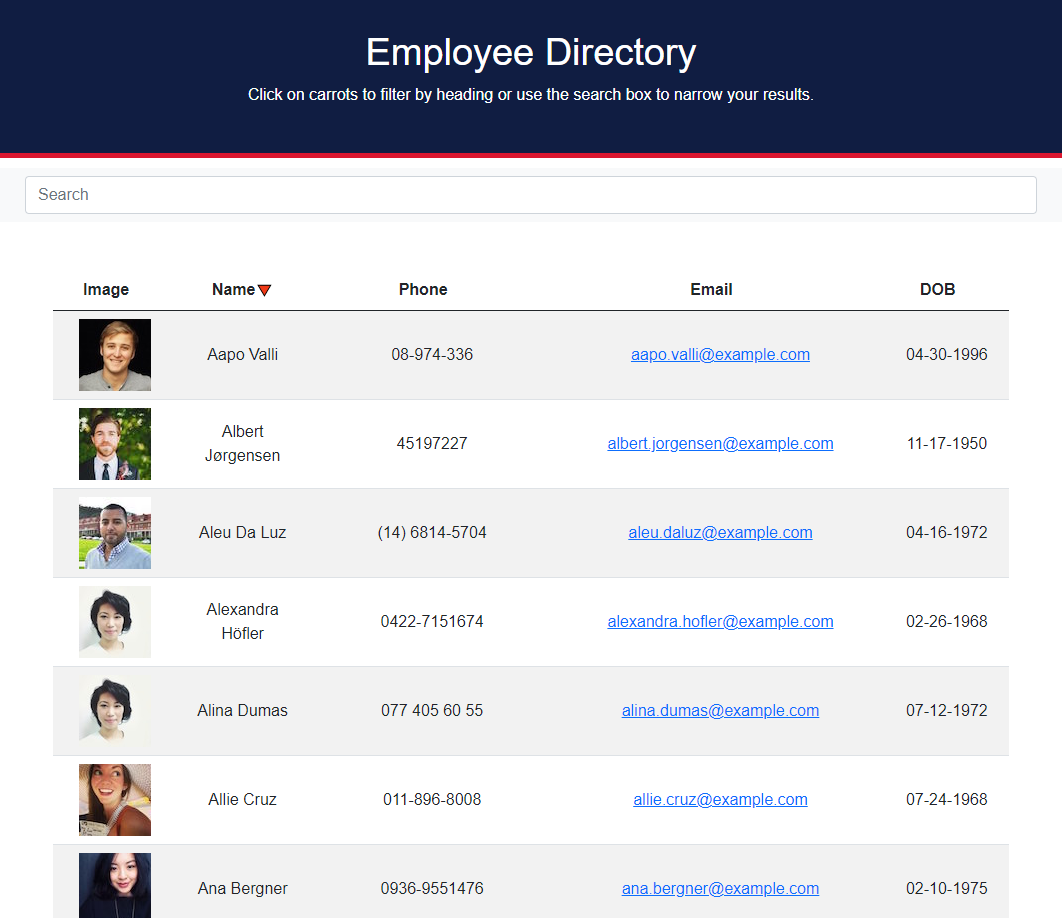 Employee Directory
Click on carrots to filter by heading or use the search box to narrow your results.
Search
Image Name Phone Email DOB
Aapo Valli 08-974-336 aapo.valli@example.com 04-30-1996
Albert
Jørgensen 45197227 albert.jorgensen@example.com 11-17-1950
Aleu Da Luz (14) 6814-5704 aleu.daluz@example.com 04-16-1972
Alexandra
Höfler 0422-7151674 alexandra.hofler@example.com 02-26-1968
Alina Dumas 077 405 60 55 alina.dumas@example.com 07-12-1972
Allie Cruz 011-896-8008 allie.cruz@example.com 07-24-1968
Ana Bergner 0936-9551476 ana.bergner@example.com 02-10-1975